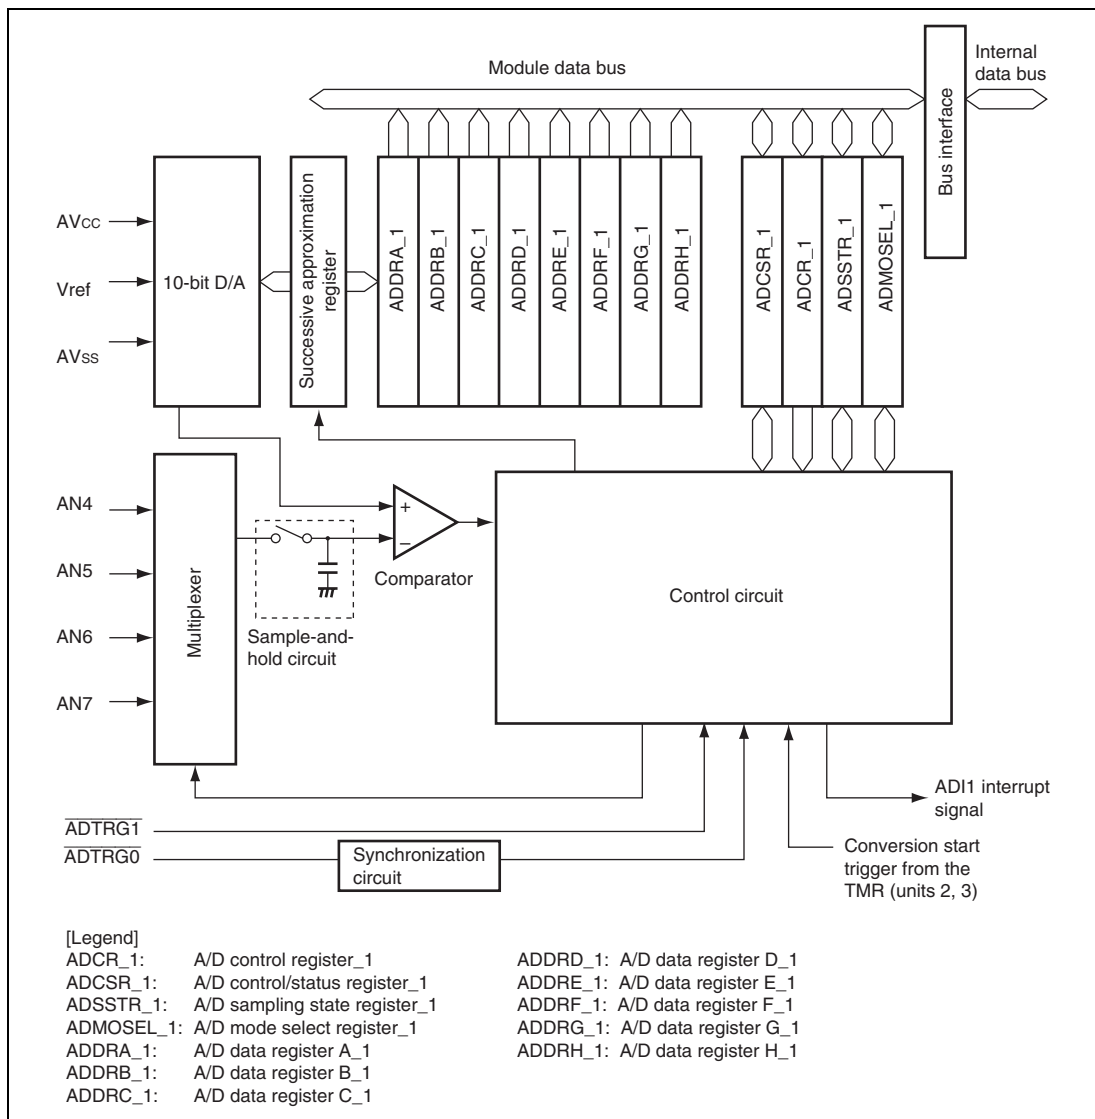 Module data bus
Internal
data bus
Bus interface
AVcc
Vref
AVss
10-bit D/A
Successive approximation
register
ADDRA_1
ADDRB_1
ADDRC_1
ADDRD_1
ADDRE_1
ADDRF_1
ADDRG_1
ADDRH_1
ADCSR_1
ADCR_1
ADSSTR_1
ADMOSEL_1
AN4
AN5
AN6
AN7
Multiplexer
+
–
Comparator
Sample-and-
hold circuit
Control circuit
ADI1 interrupt
signal
ADTRG1
ADTRG0
Synchronization
circuit
Conversion start
trigger from the
TMR (units 2, 3)
[Legend]
ADCR_1: A/D control register_1
ADCSR_1: A/D control/status register_1
ADSSTR_1: A/D sampling state register_1
ADMOSEL_1: A/D mode select register_1
ADDRA_1: A/D data register A_1
ADDRB_1: A/D data register B_1
ADDRC_1: A/D data register C_1
ADDRD_1: A/D data register D_1
ADDRE_1: A/D data register E_1
ADDRF_1: A/D data register F_1
ADDRG_1: A/D data register G_1
ADDRH_1: A/D data register H_1